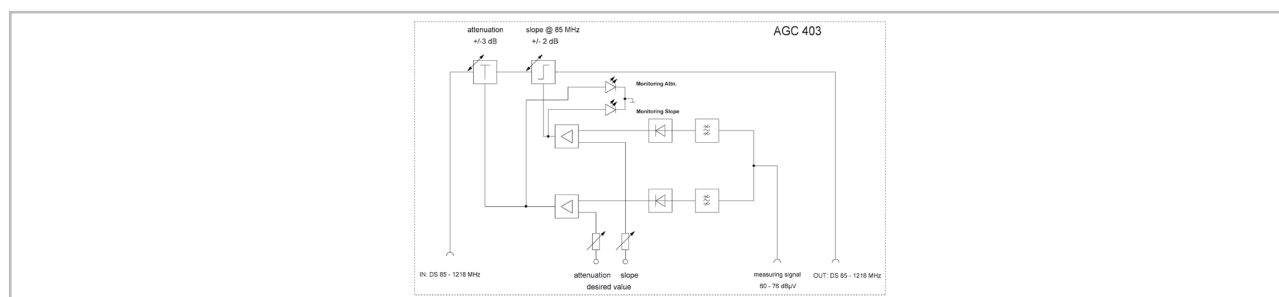 attenuation
+/-3 dB
slope @ 85 MHz
+/- 2 dB
AGC 403
Monitoring Attn.
Monitoring Slope
IN: DS 85 - 1218 MHz
attenuation slope
desired value
measuring signal
60 - 76 dBµV
OUT: DS 85 - 1218 MHz